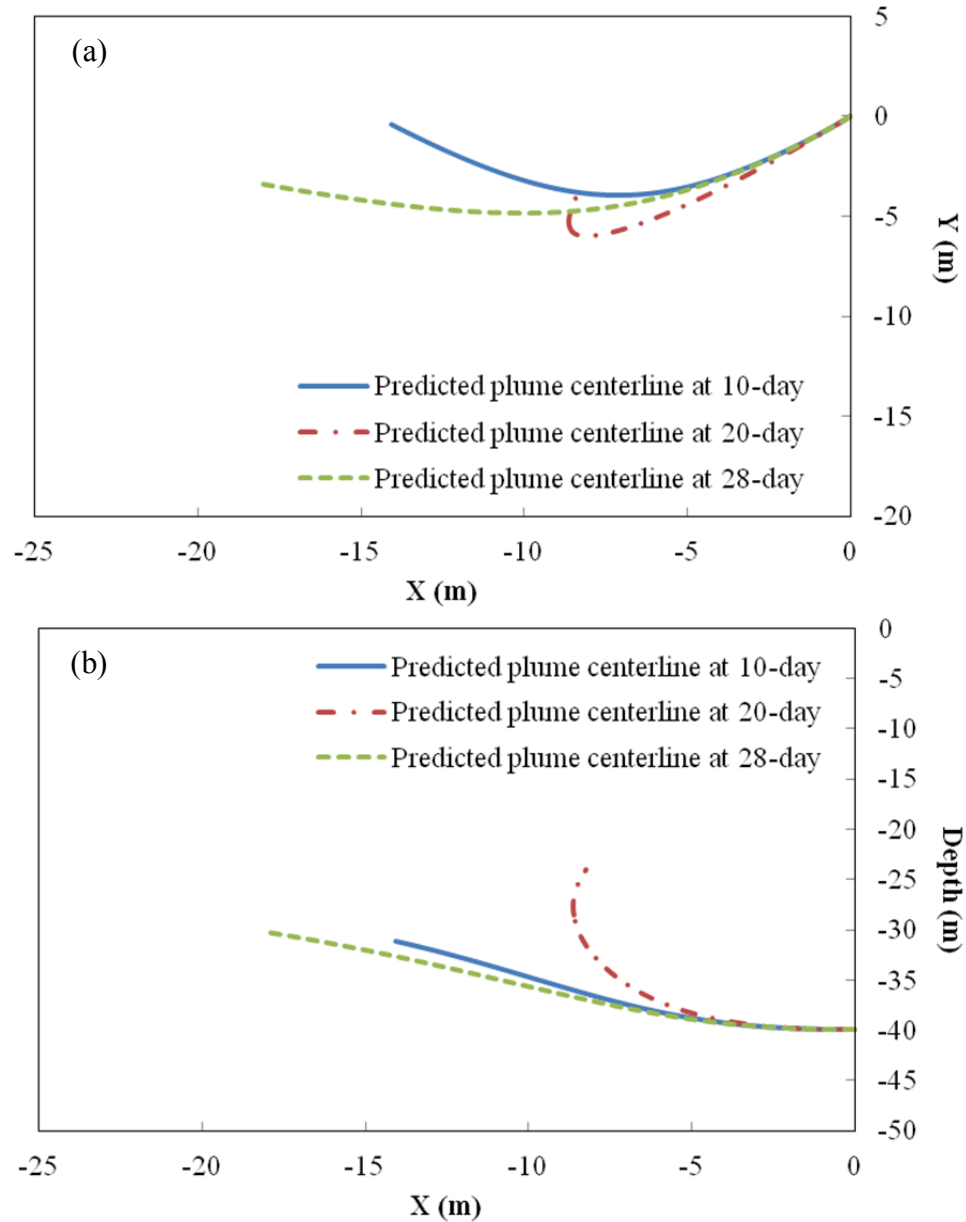 (a)
5
0
-5
-10
-15
-20
Y (m)
Predicted plume centerline at 10-day
Predicted plume centerline at 20-day
Predicted plume centerline at 28-day
-25 -20 -15 -10 -5 0
X (m)
(b)
0
-5
-10
-15
-20
-25
-30
-35
-40
-45
-50
Depth (m)
Predicted plume centerline at 10-day
Predicted plume centerline at 20-day
Predicted plume centerline at 28-day
-25 -20 -15 -10 -5 0
X (m)